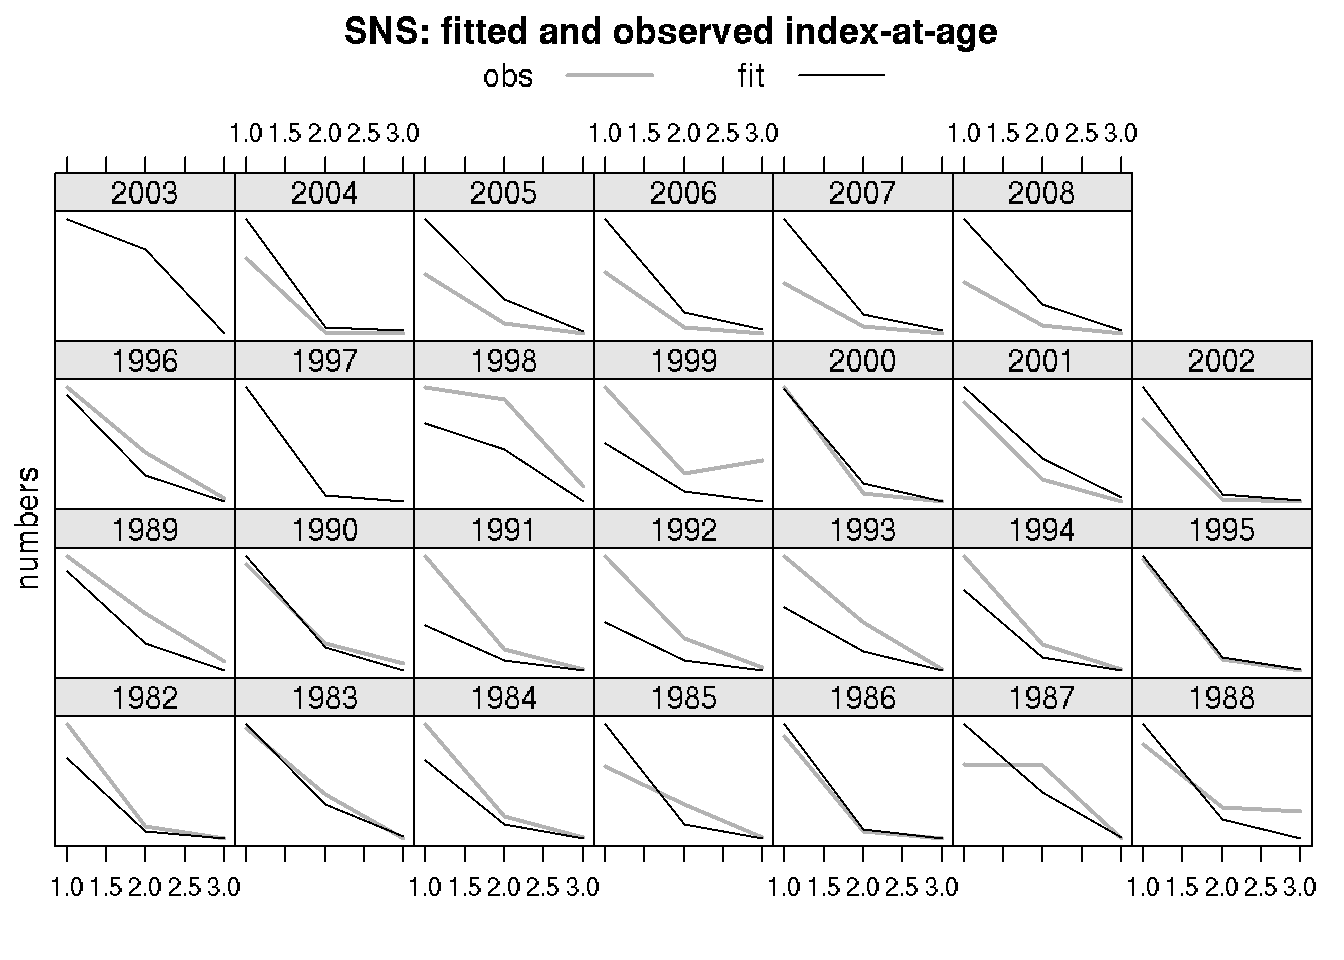 SNS: fitted and observed index-at-age
obs fit
1.0 1.5 2.0 2.5 3.0 1.0 1.5 2.0 2.5 3.0 1.0 1.5 2.0 2.5 3.0
2003 2004 2005 2006 2007 2008
1996 1997 1998 1999 2000 2001 2002
numbers
1989 1990 1991 1992 1993 1994 1995
1982 1983 1984 1985 1986 1987 1988
1.0 1.5 2.0 2.5 3.0 1.0 1.5 2.0 2.5 3.0 1.0 1.5 2.0 2.5 3.0 1.0 1.5 2.0 2.5 3.0